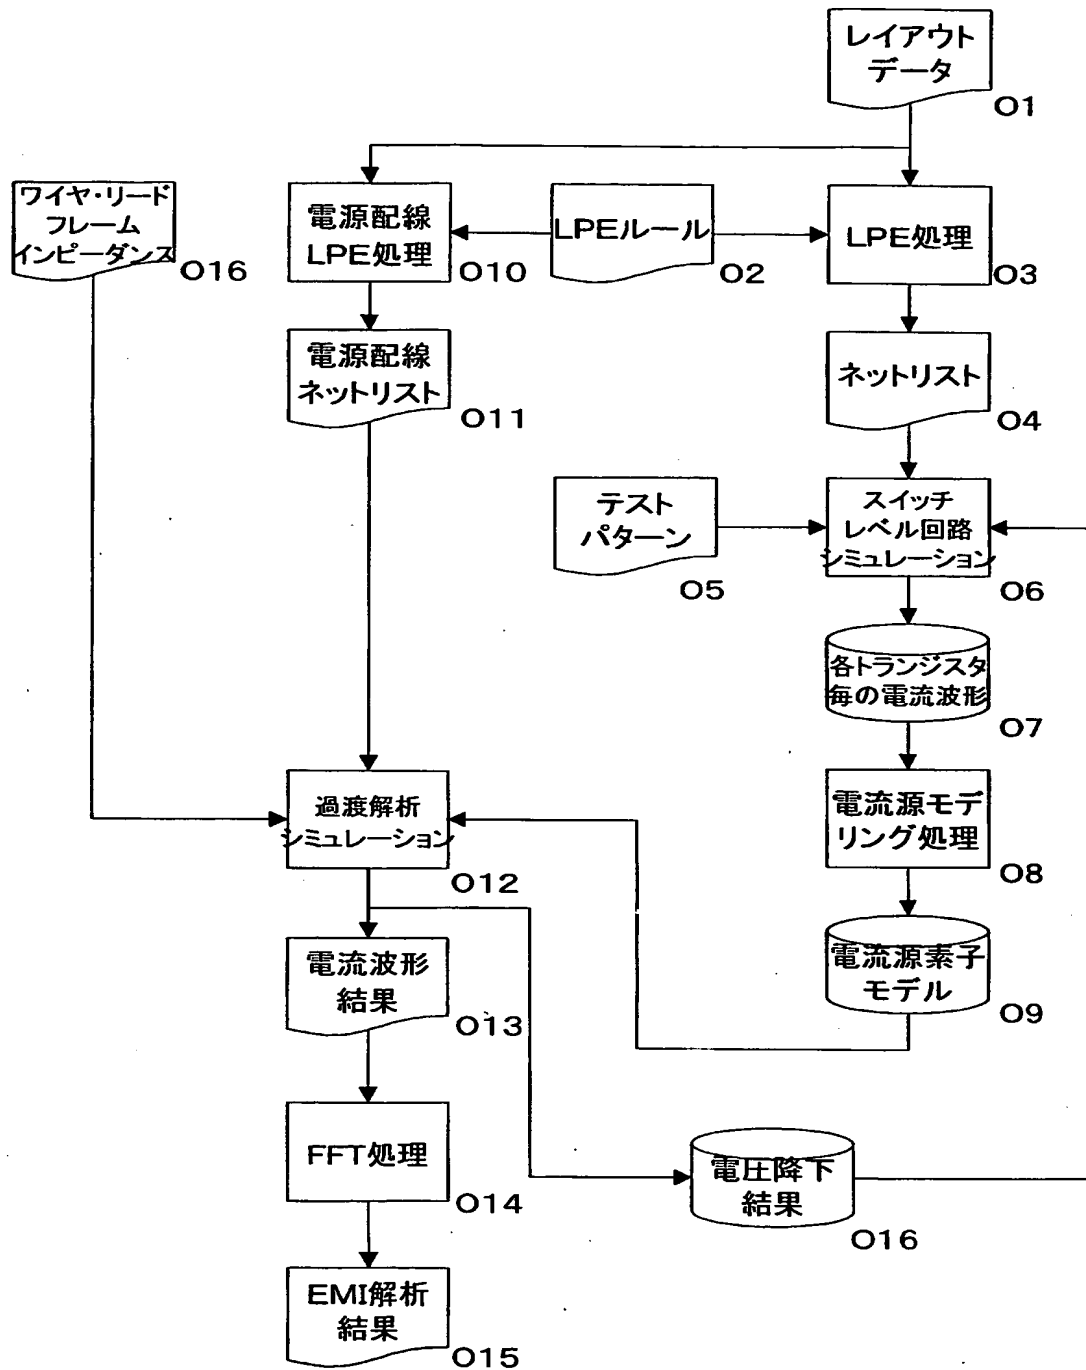 レイアウト
データ
O1
ワイヤ・リード
フレーム
インピーダンス
O16
電源配線
LPE処理
O10
LPEルール
O2
LPE処理
O3
電源配線
ネットリスト
O11
ネットリスト
O4
テスト
パターン
O5
スイッチ
レベル回路
シミュレーション
O6
各トランジスタ
毎の電流波形
O7
過渡解析
シミュレーション
O12
電流源モデ
リング処理
O8
電流波形
結果
O13
電流源素子
モデル
O9
FFT処理
O14
電圧降下
結果
O16
EMI解析
結果
O15